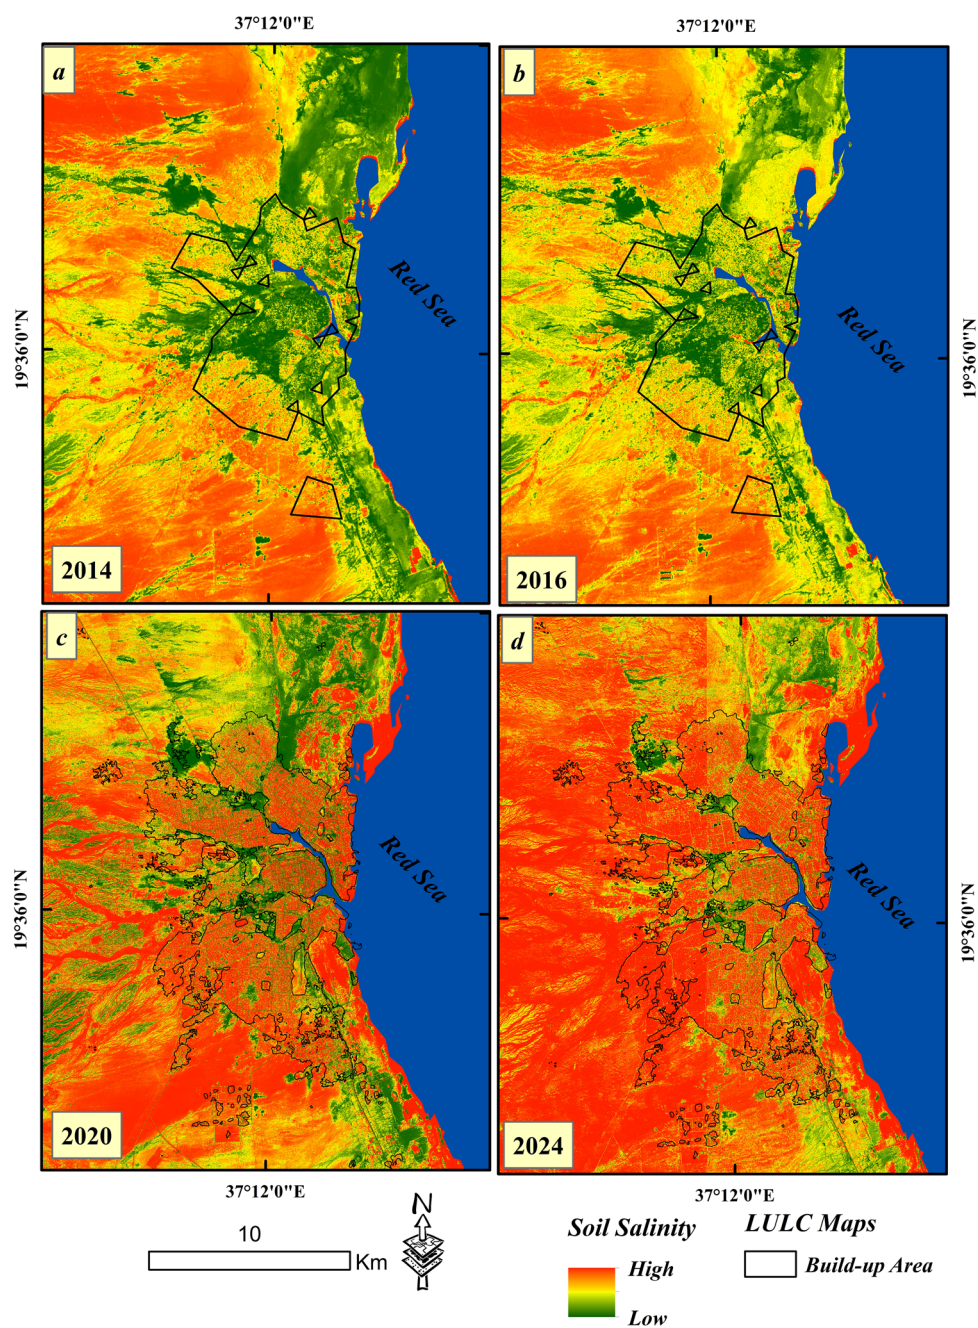 37°12'0"E
37°12'0"E
a
b
Red Sea
Red Sea
19°36'0"N
19°36'0"N
2014
2016
c
d
Red Sea
Red Sea
19°36'0"N
19°36'0"N
2020
2024
37°12'0"E
37°12'0"E
N
10
Km
Soil Salinity
High
Low
LULC Maps
Build-up Area